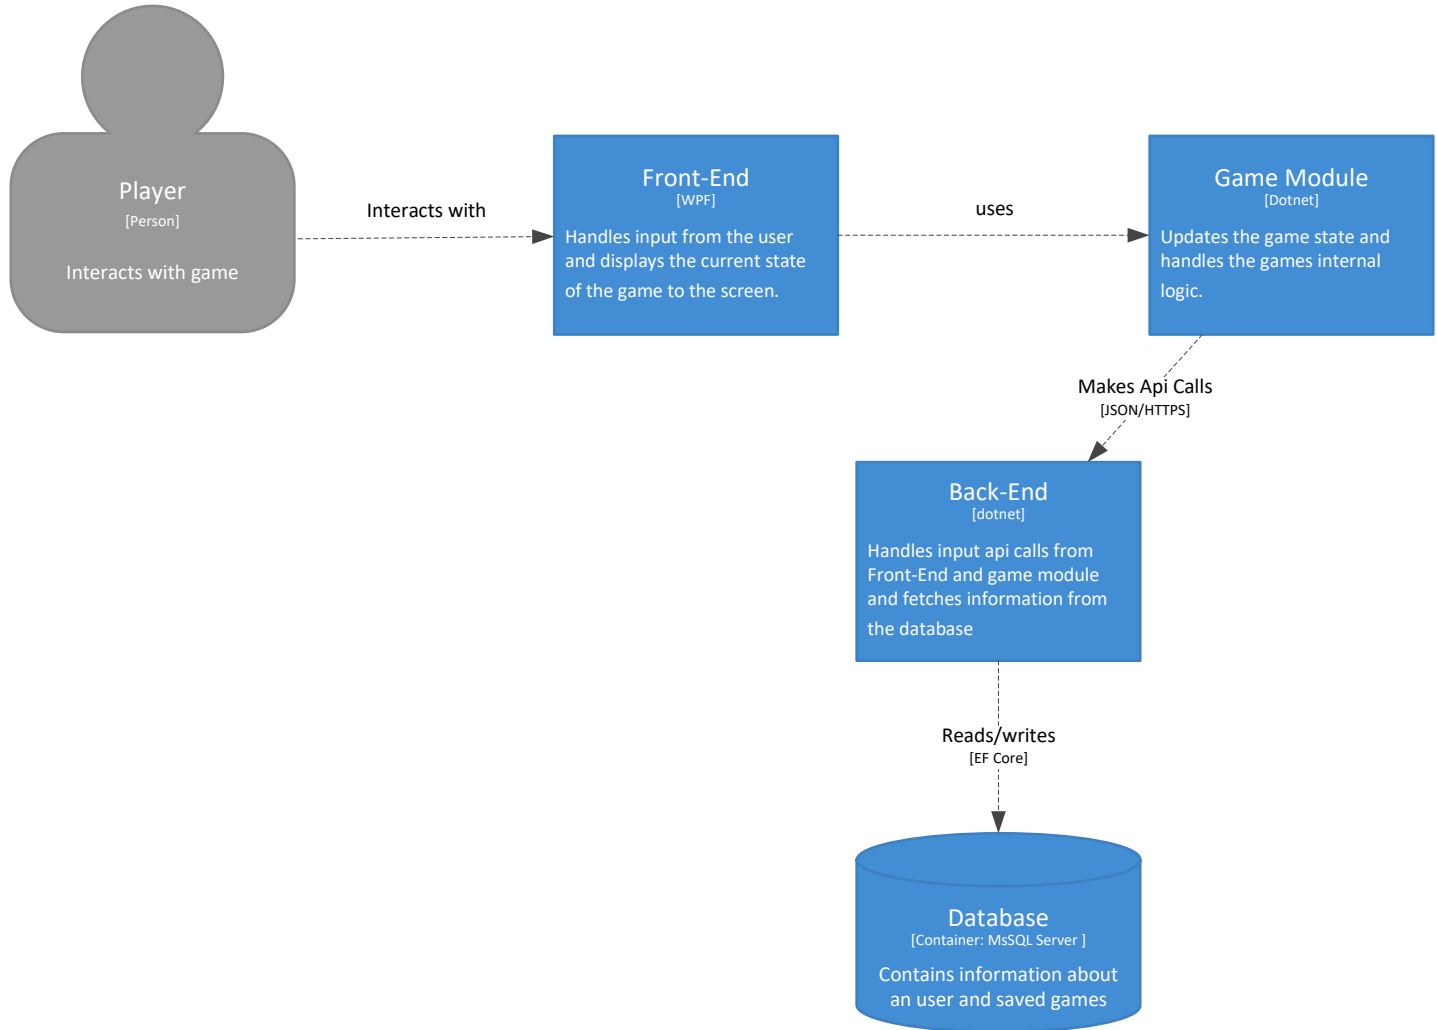 Player
[Person]
Interacts with game
Interacts with
Front-End
[WPF]
Handles input from the user
and displays the current state
of the game to the screen.
uses
Game Module
[Dotnet]
Updates the game state and
handles the games internal
logic.
Makes Api Calls
[JSON/HTTPS]
Back-End
[dotnet]
Handles input api calls from
Front-End and game module
and fetches information from
the database
Reads/writes
[EF Core]
Database
[Container: MsSQL Server ]
Contains information about
an user and saved games